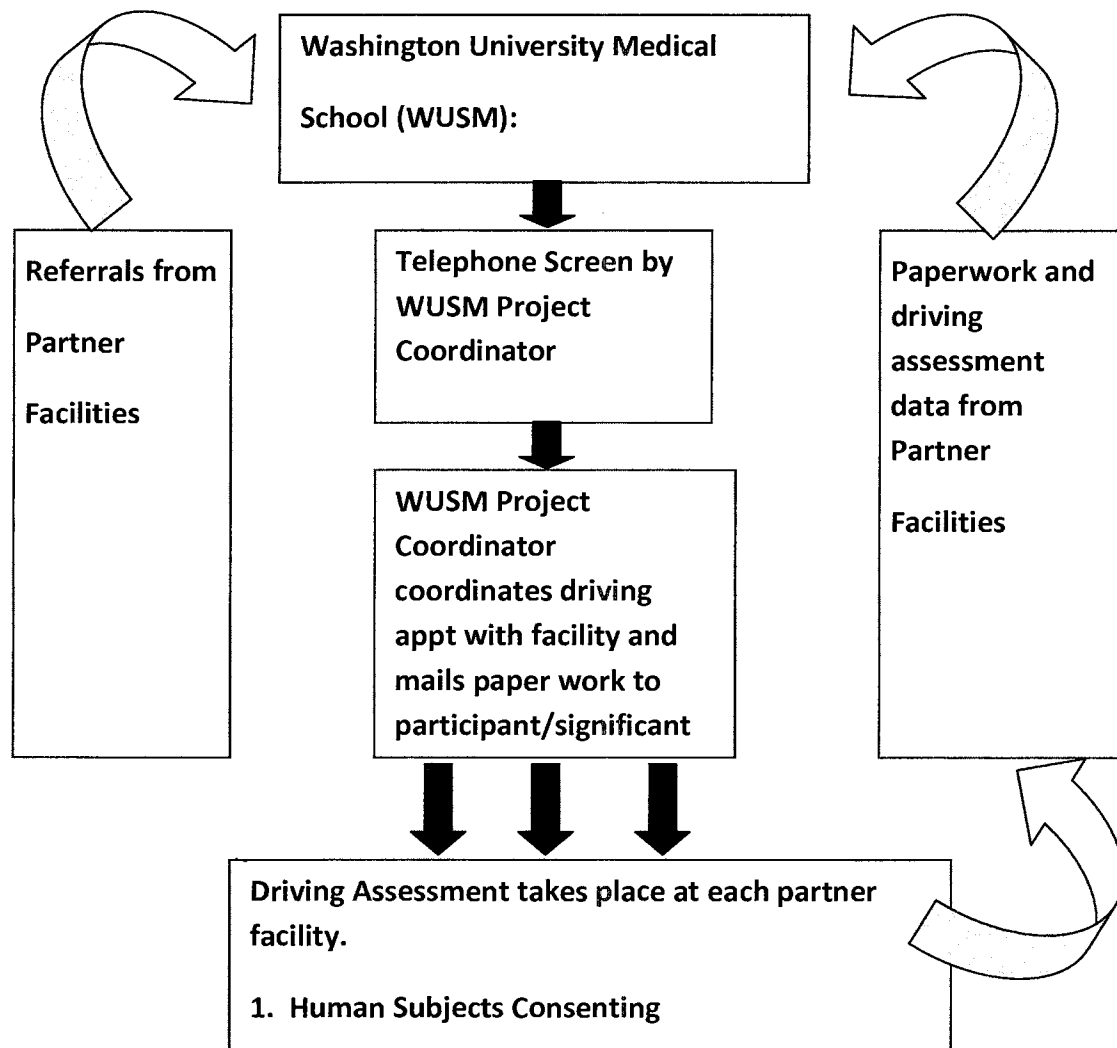 Washington University Medical
School (WUSM):
Referrals from
Partner
Facilities
Telephone Screen by
WUSM Project
Coordinator
Paperwork and
driving
assessment
data from
Partner
Facilities
WUSM Project
Coordinator
coordinates driving
appt with facility and
mails paper work to
participant/significant
Driving Assessment takes place at each partner
facility.
1. Human Subjects Consenting